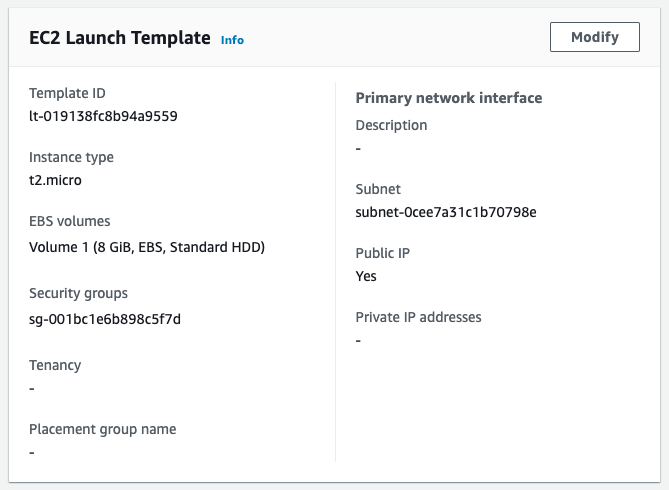 EC2 Launch Template Info
Modify
Template ID
lt-019138fc8b94a9559
Instance type
t2.micro
EBS volumes
Volume 1 (8 GiB, EBS, Standard HDD)
Security groups
sg-001bc1e6b898c5f7d
Tenancy
-
Placement group name
-
Primary network interface
Description
-
Subnet
subnet-0cee7a31c1b70798e
Public IP
Yes
Private IP addresses
-